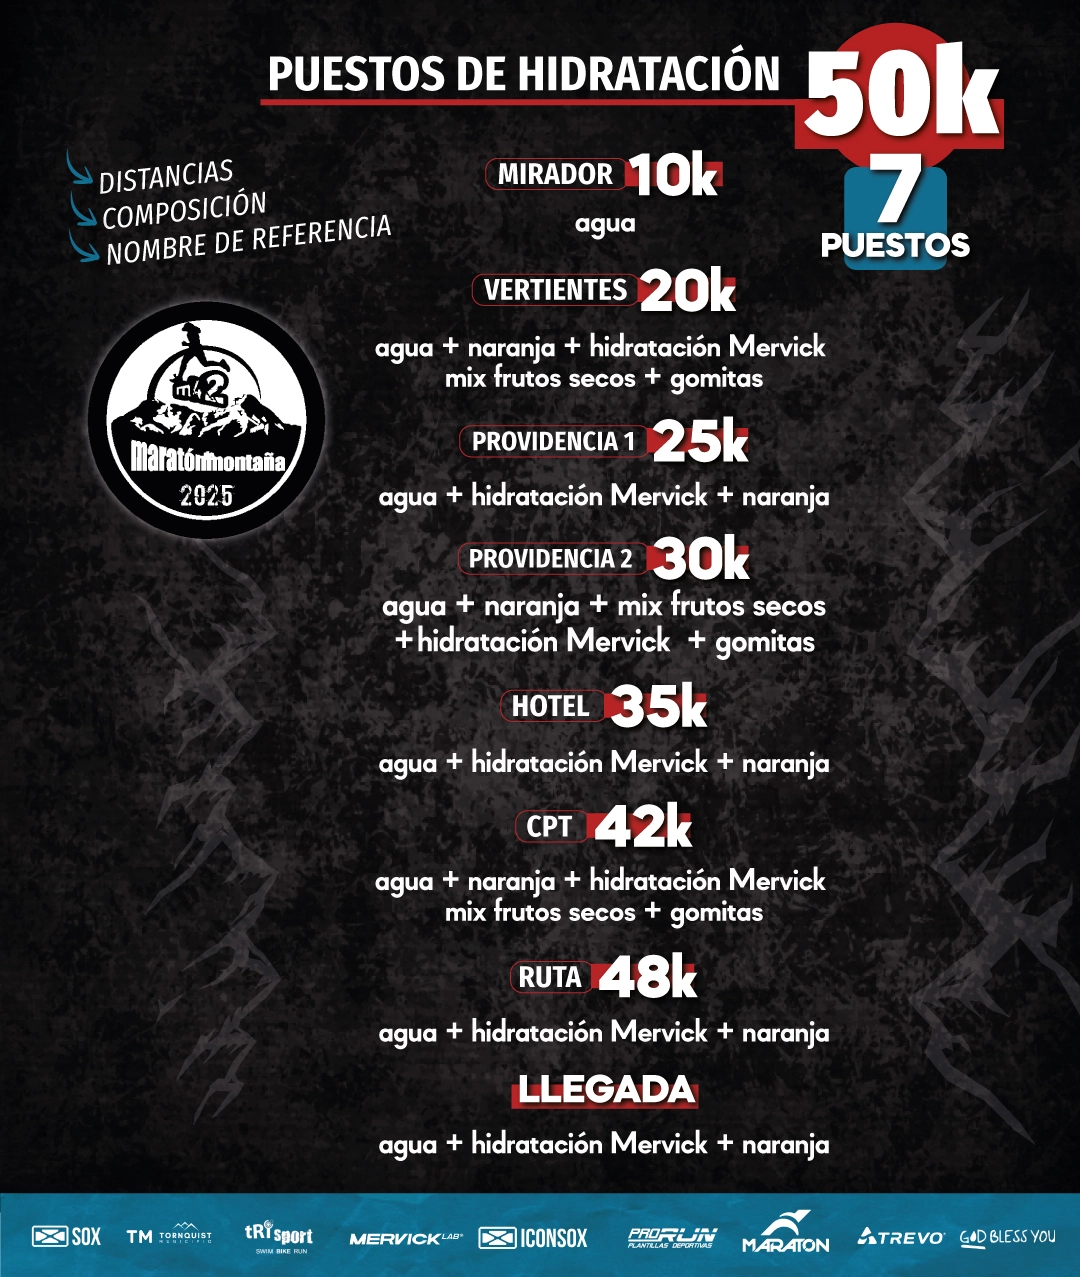 PUESTOS DE HIDRATACIÓN
50k
7
PUESTOS
DISTANCIAS
COMPOSICIÓN
NOMBRE DE REFERENCIA
m2
maratónmontaña
2025
MIRADOR 10k
agua
VERTIENTES 20k
agua + naranja + hidratación Mervick
mix frutos secos + gomitas
PROVIDENCIA 1 25k
agua + hidratación Mervick + naranja
PROVIDENCIA 2 30k
agua + naranja + mix frutos secos
+hidratación Mervick + gomitas
HOTEL 35k
agua + hidratación Mervick + naranja
CPT 42k
agua + naranja + hidratación Mervick
mix frutos secos + gomitas
RUTA 48k
agua + hidratación Mervick + naranja
LLEGADA
agua + hidratación Mervick + naranja
SOX TM TORNQUIST MUNICIPIO tRi sport SWIM BIKE RUN MERVICK LAB® ICONSOX PRORUN PLANTILLAS DEPORTIVAS MARATON ATREVO GOD BLESS YOU